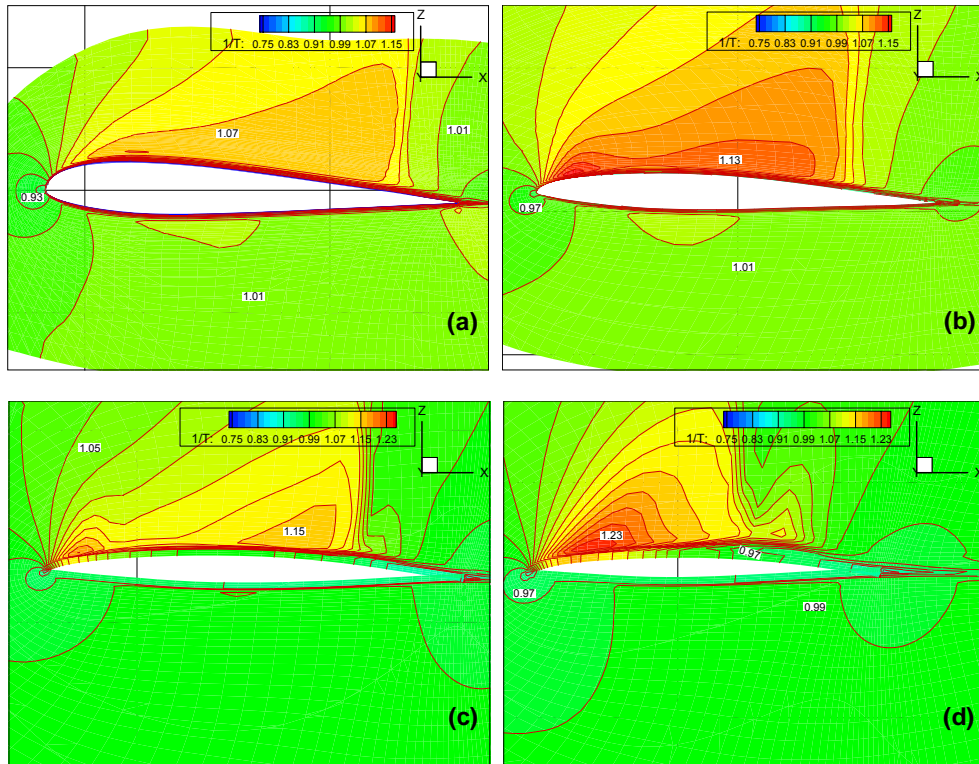 Z
1/T: 0.75 0.83 0.91 0.99 1.07 1.15
Y
X
1.01
1.07
0.93
1.01
(a)
Z
1/T: 0.75 0.83 0.91 0.99 1.07 1.15
Y
X
1.13
0.97
1.01
(b)
Z
1/T: 0.75 0.83 0.91 0.99 1.07 1.15 1.23
1.05
Y
X
1.15
(c)
Z
1/T: 0.75 0.83 0.91 0.99 1.07 1.15 1.23
Y
X
1.23
0.97
0.97
0.99
(d)